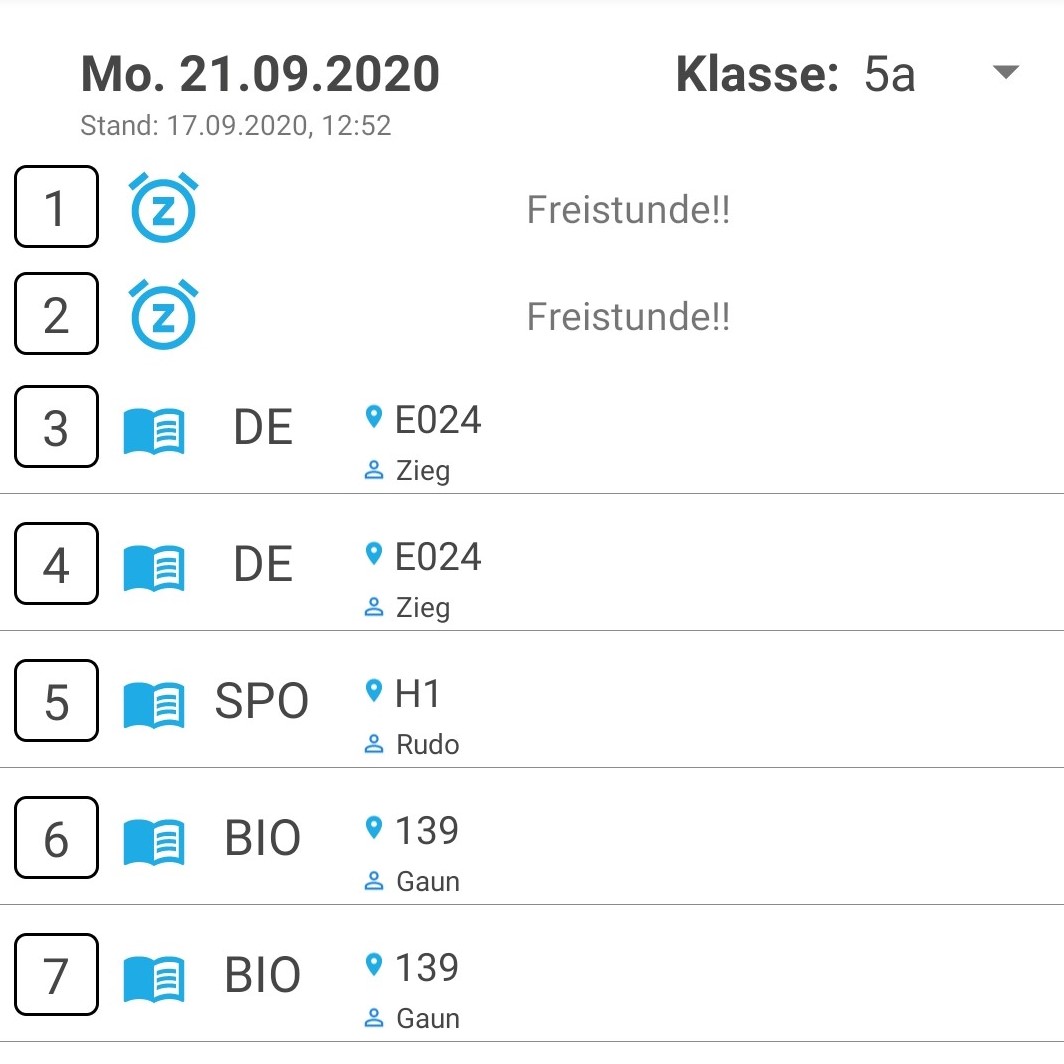 Mo. 21.09.2020 Klasse: 5a
Stand: 17.09.2020, 12:52
1 Z Freistunde!!
2 Z Freistunde!!
3 DE E024
Zieg
4 DE E024
Zieg
5 SPO H1
Rudo
6 BIO 139
Gaun
7 BIO 139
Gaun